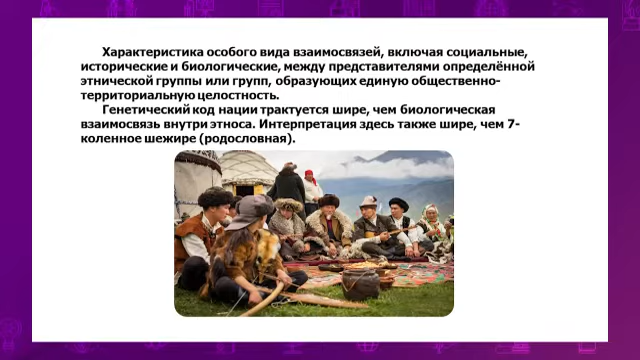 Характеристика особого вида взаимосвязей, включая социальные,
исторические и биологические, между представителями определённой
этнической группы или групп, образующих единую общественно-
территориальную целостность.
Генетический код нации трактуется шире, чем биологическая
взаимосвязь внутри этноса. Интерпретация здесь также шире, чем 7-
коленное шежире (родословная).